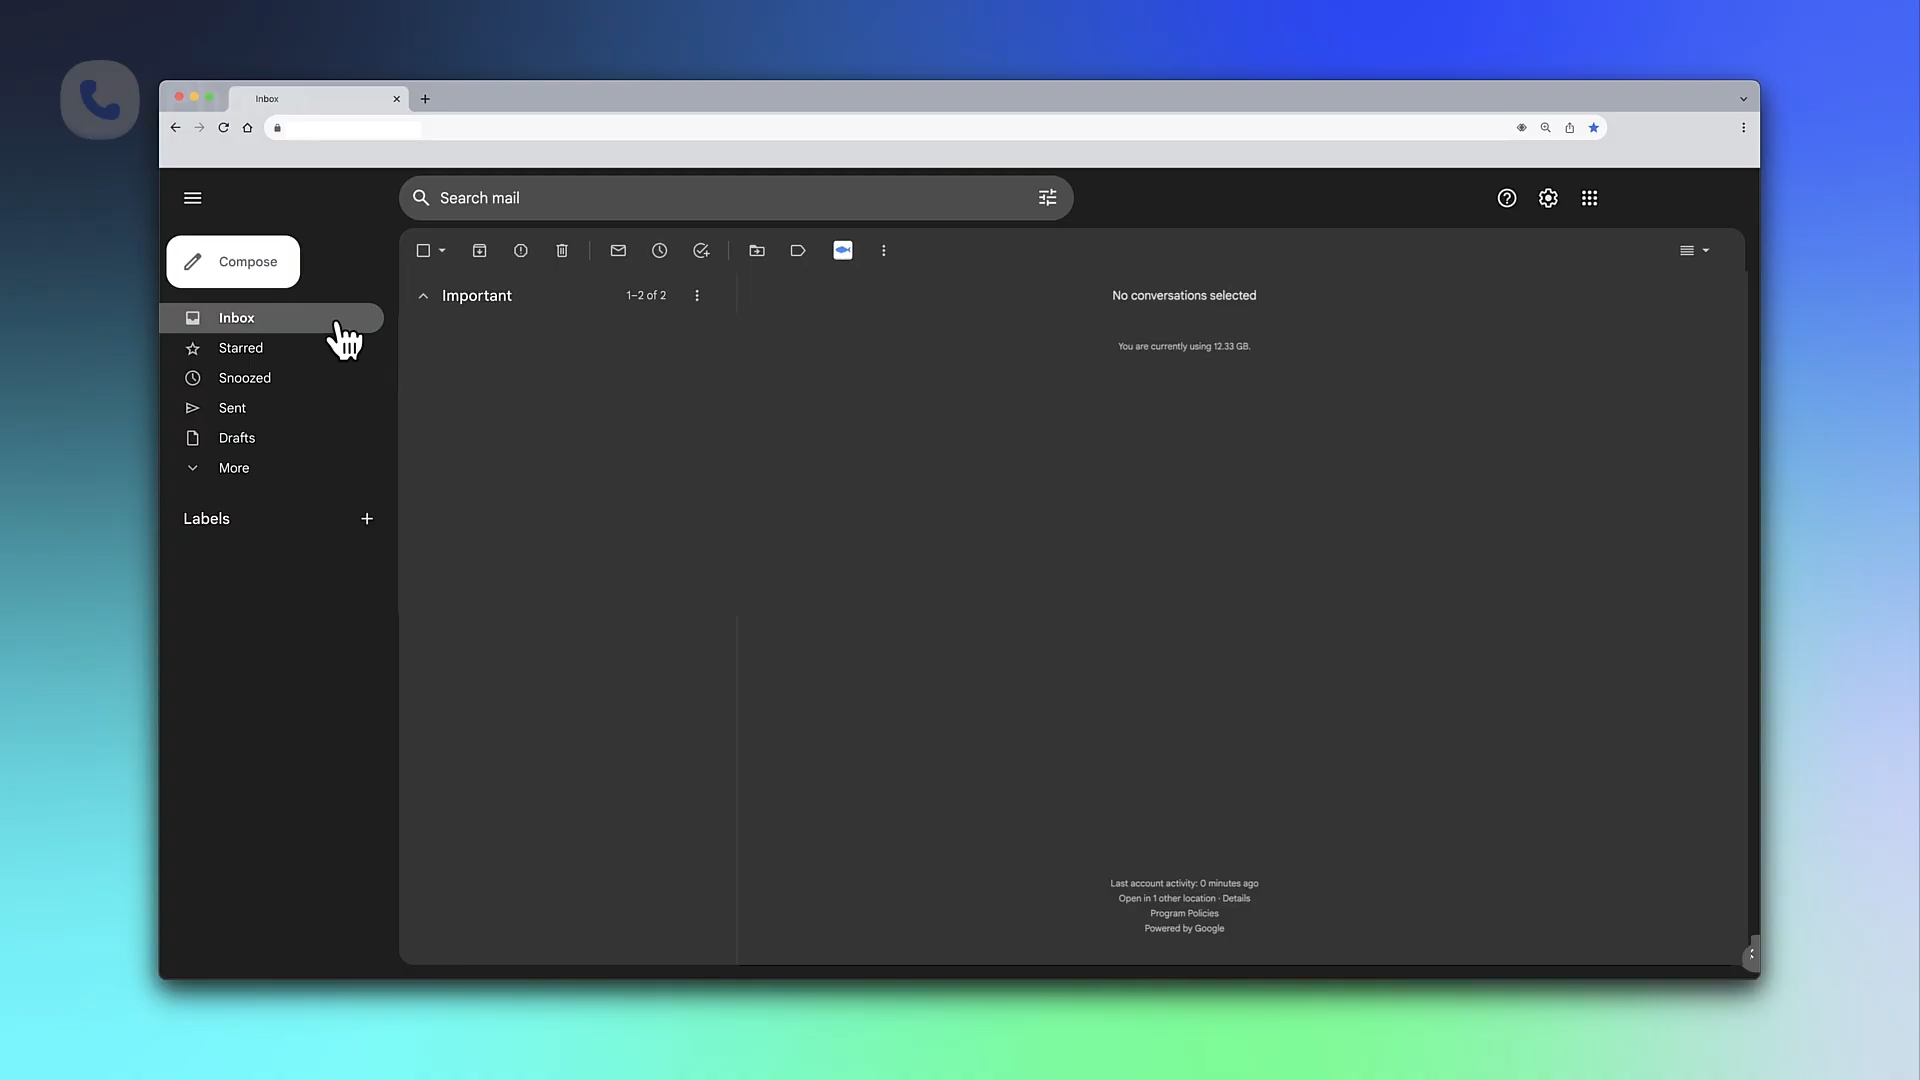 Inbox
Search mail
Compose
Inbox
Starred
Snoozed
Sent
Drafts
More
Labels
Important
1–2 of 2
No conversations selected
You are currently using 12.33 GB.
Last account activity: 0 minutes ago
Open in 1 other location · Details
Program Policies
Powered by Google